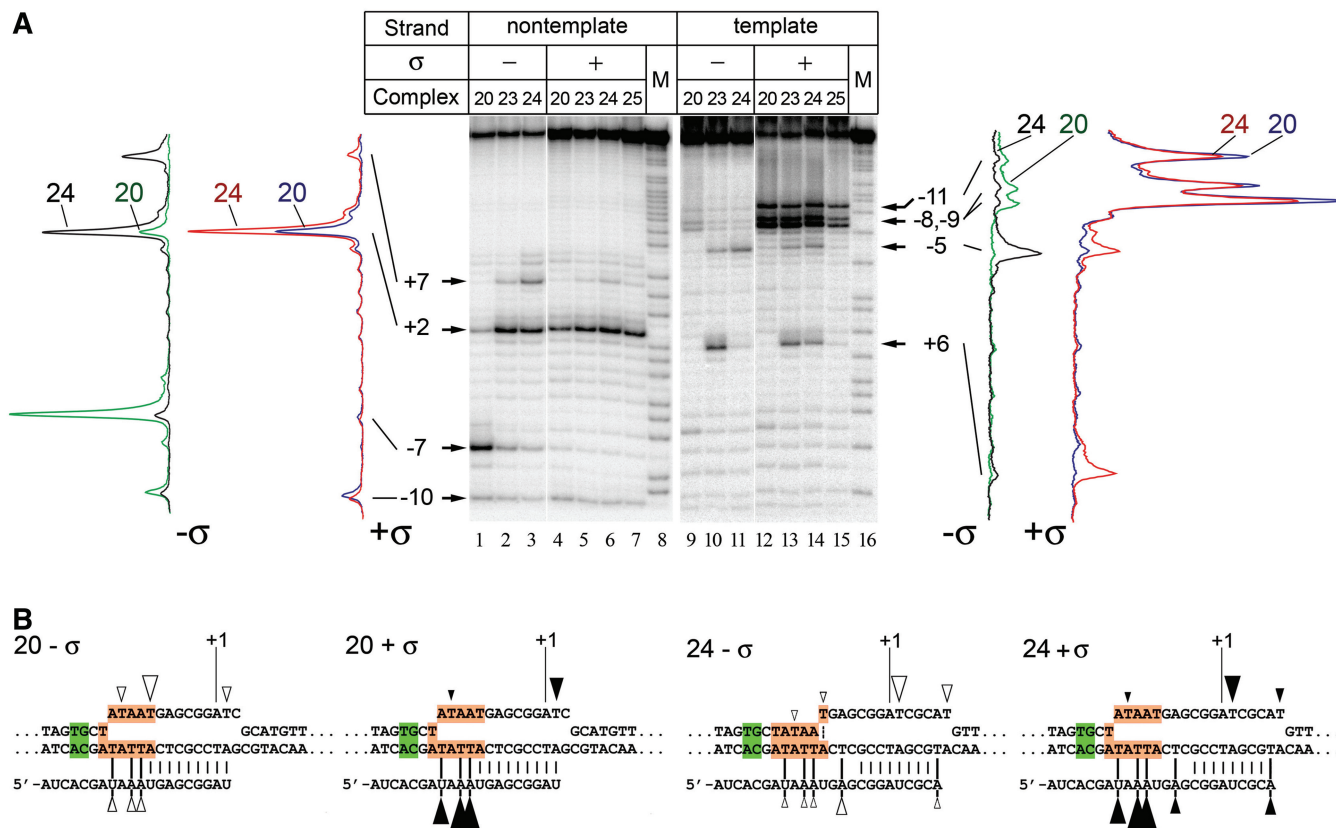 A
Strand nontemplate template
σ − + M − + M
Complex 20 23 24 20 23 24 25 20 23 24 20 23 24 25
24 20 24 20
24 20 24 20
+7
+2
-7
-10
-11
-8,-9
-5
+6
-σ +σ
1 2 3 4 5 6 7 8 9 10 11 12 13 14 15 16
-σ +σ
B
20 - σ +1
ATAATGAGCGGATC
...TAGTGCT GCATGTT ...
...ATCACGATATTACTCGCCTAGCGTACAA...
5′-AUCACGAUAAAUGAGCGGAU
20 + σ +1
ATAATGAGCGGATC
...TAGTGCT GCATGTT ...
...ATCACGATATTACTCGCCTAGCGTACAA...
5′-AUCACGAUAAAUGAGCGGAU
24 - σ +1
TGAGCGGATCGCAT
...TAGTGCTATAA GTT...
...ATCACGATATTACTCGCCTAGCGTACAA...
5′-AUCACGAUAAAUGAGCGGAUCGCA
24 + σ +1
ATAATGAGCGGATCGCAT
...TAGTGCT GTT...
...ATCACGATATTACTCGCCTAGCGTACAA...
5′-AUCACGAUAAAUGAGCGGAUCGCA